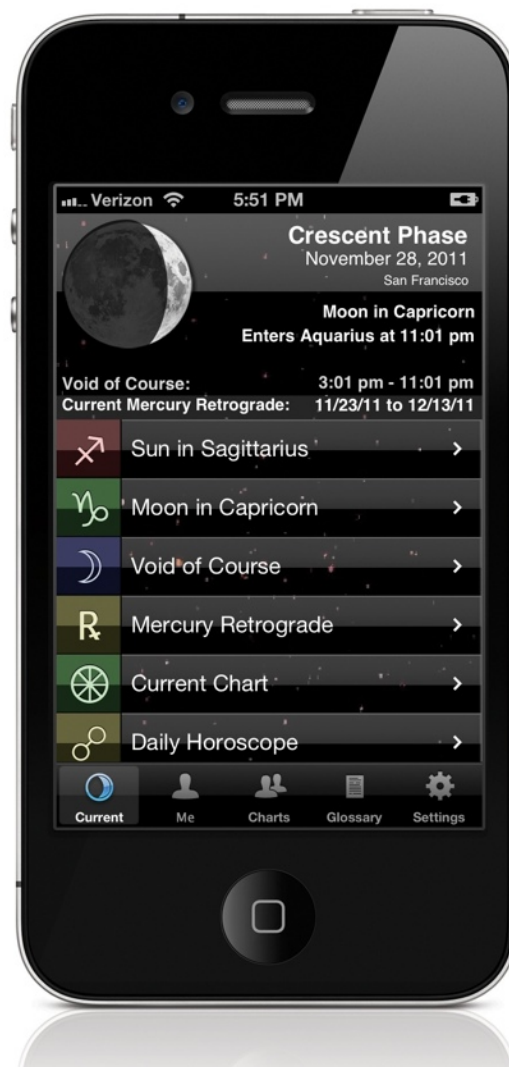 Verizon 5:51 PM
Crescent Phase
November 28, 2011
San Francisco
Moon in Capricorn
Enters Aquarius at 11:01 pm
Void of Course: 3:01 pm - 11:01 pm
Current Mercury Retrograde: 11/23/11 to 12/13/11
Sun in Sagittarius
Moon in Capricorn
Void of Course
Mercury Retrograde
Current Chart
Daily Horoscope
Current Me Charts Glossary Settings